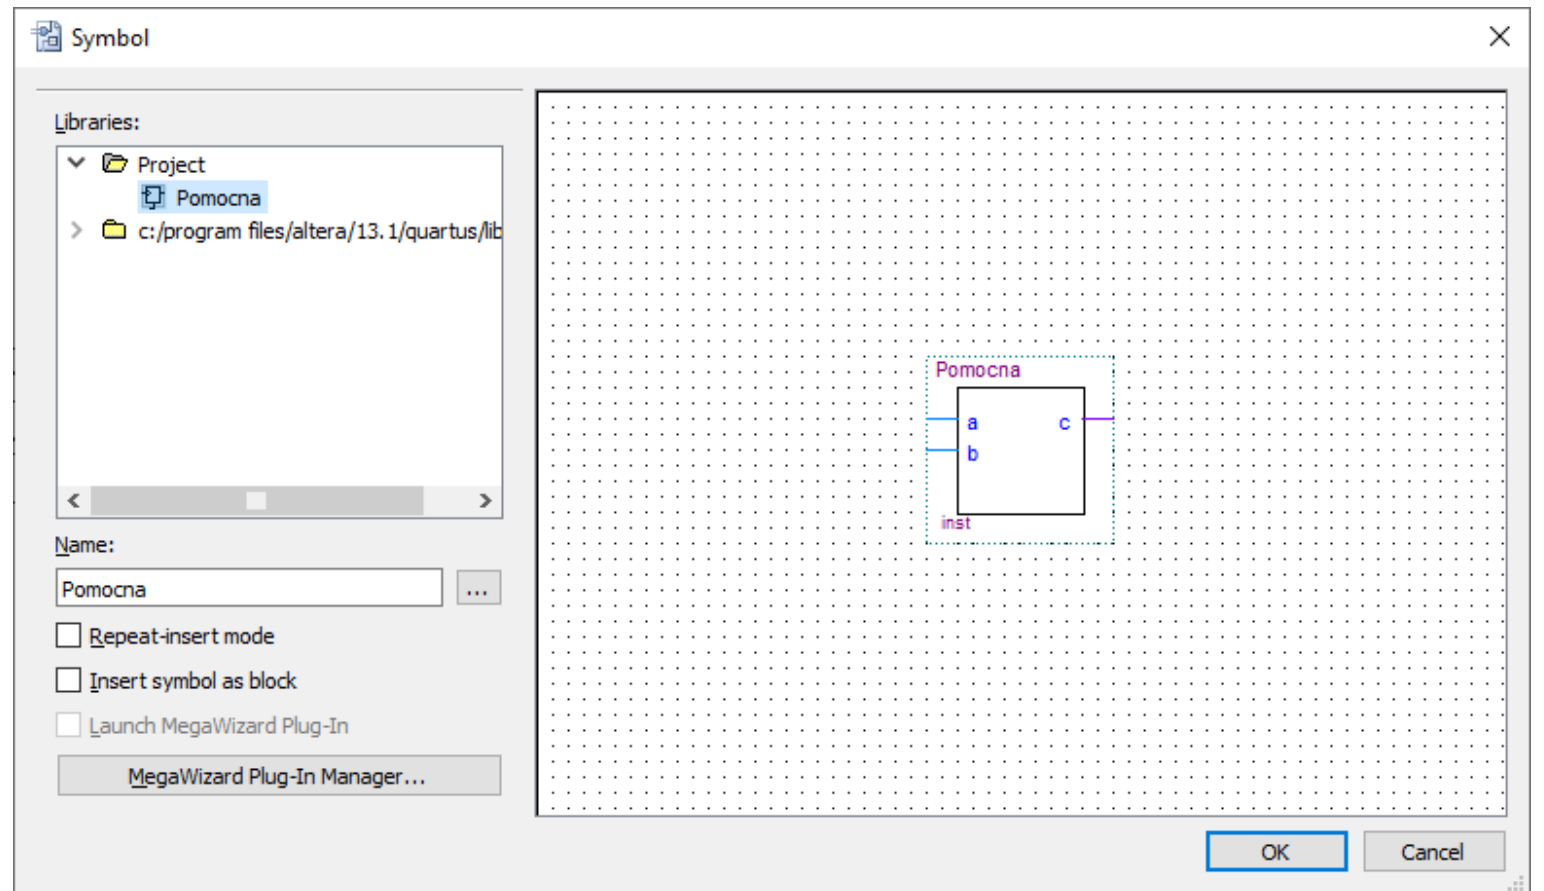 Symbol
Libraries:
Project
Pomocna
c:/program files/altera/13.1/quartus/lib
Name:
Pomocna
...
Repeat-insert mode
Insert symbol as block
Launch MegaWizard Plug-In
MegaWizard Plug-In Manager...
Pomocna
a c
b
inst
OK Cancel